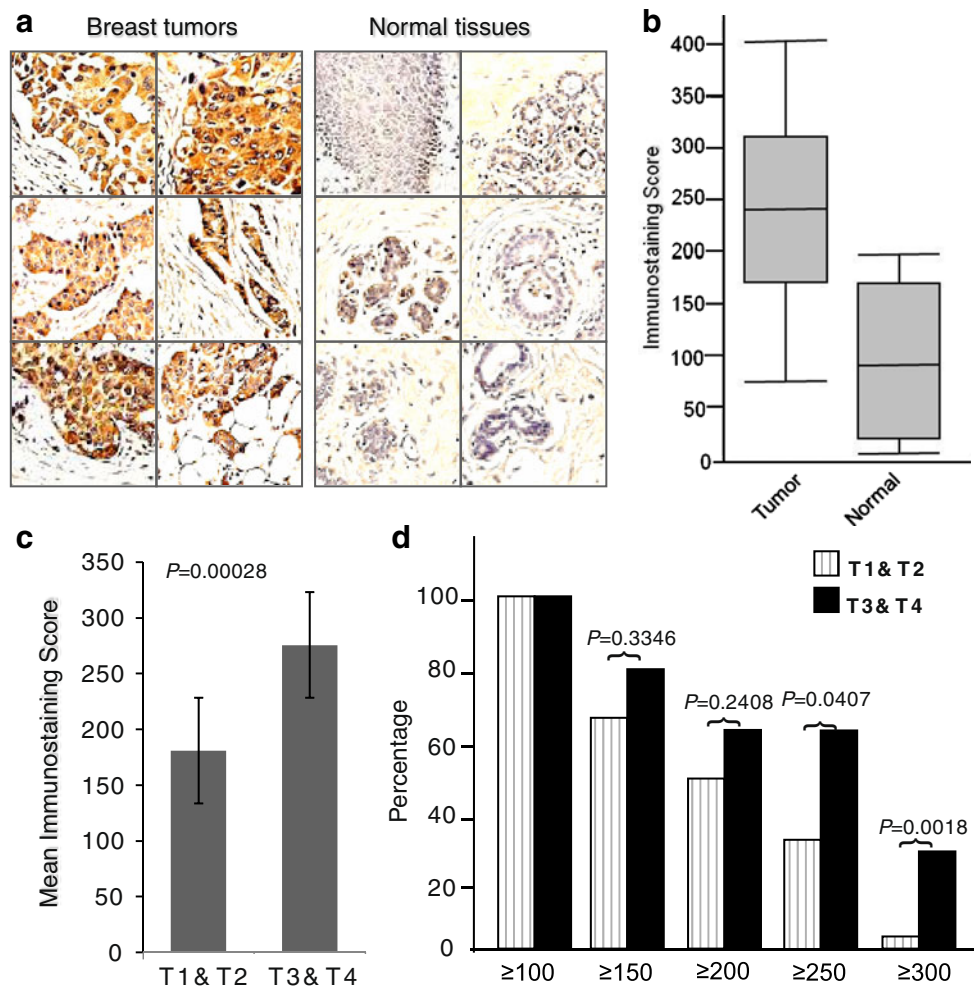 a
Breast tumors
Normal tissues
b
Immunostaining Score
400
350
300
250
200
150
100
50
0
Tumor
Normal
c
Mean Immunostaining Score
350
300
250
200
150
100
50
0
P=0.00028
T1& T2
T3& T4
d
T1& T2
T3& T4
Percentage
100
80
60
40
20
0
P=0.3346
P=0.2408
P=0.0407
P=0.0018
≥100
≥150
≥200
≥250
≥300